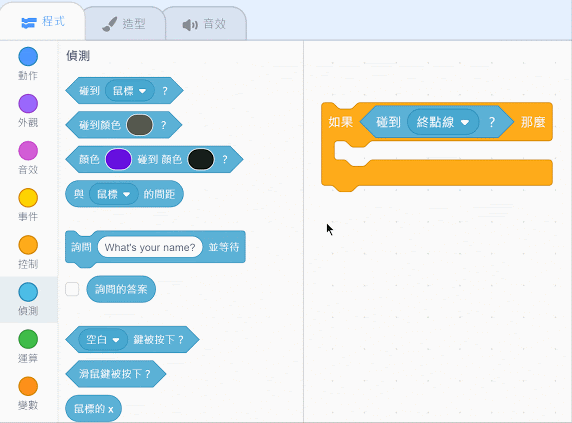 程式 造型 音效
動作
外觀
音效
事件
控制
偵測
運算
變數
偵測
碰到 鼠標 ?
碰到顏色 ?
顏色 碰到 顏色 ?
與 鼠標 的間距
詢問 What's your name? 並等待
詢問的答案
空白 鍵被按下?
滑鼠鍵被按下?
鼠標的 x
如果 碰到 終點線 ? 那麼